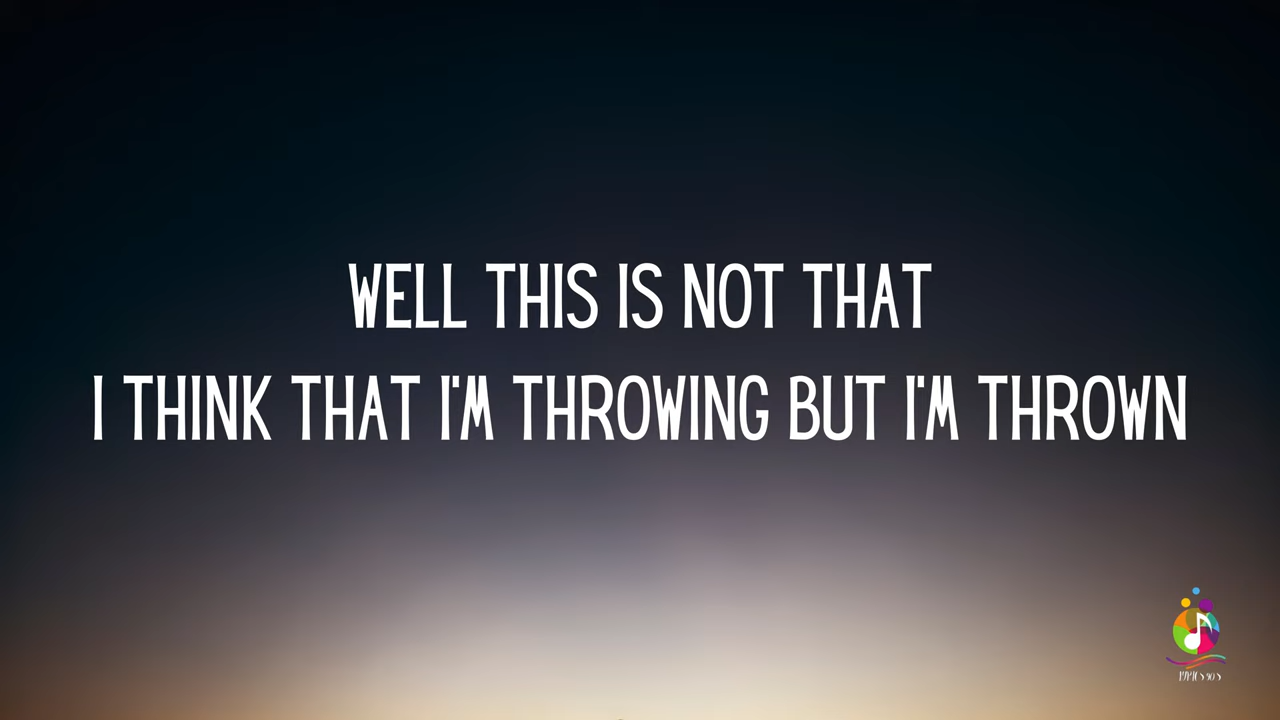 WELL THIS IS NOT THAT
I THINK THAT I'M THROWING BUT I'M THROWN